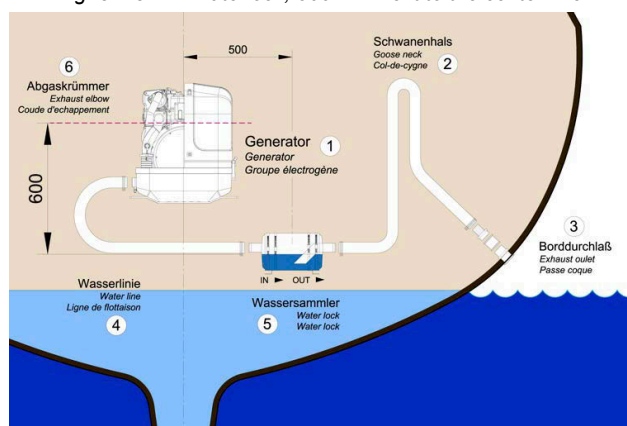 500
6
Abgaskrümmer
Exhaust elbow
Coude d'echappement
Schwanenhals
Goose neck
Col-de-cygne
2
Generator
Generator
Groupe électrogène
1
600
3
Borddurchlaß
Exhaust oulet
Passe coque
IN
OUT
Wasserlinie
Water line
Ligne de flottaison
4
Wassersammler
Water lock
Water lock
5